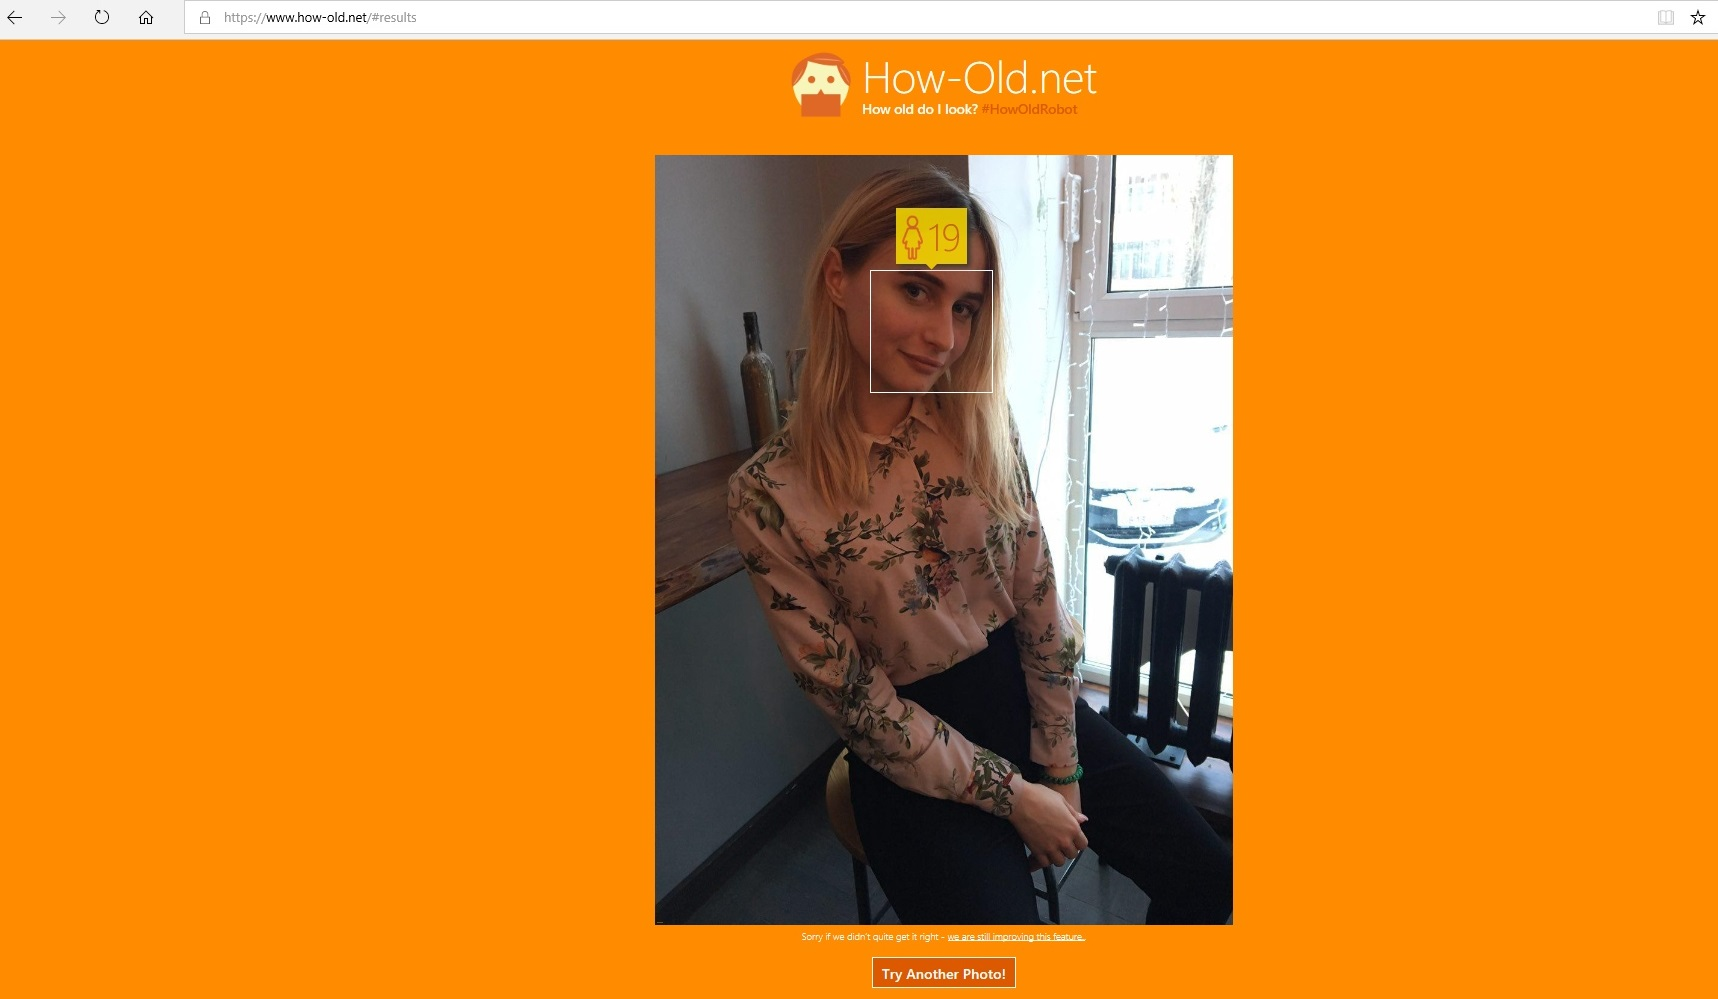 https://www.how-old.net/#results
How-Old.net
How old do I look? #HowOldRobot
19
Sorry if we didn't quite get it right - we are still improving this feature.
Try Another Photo!